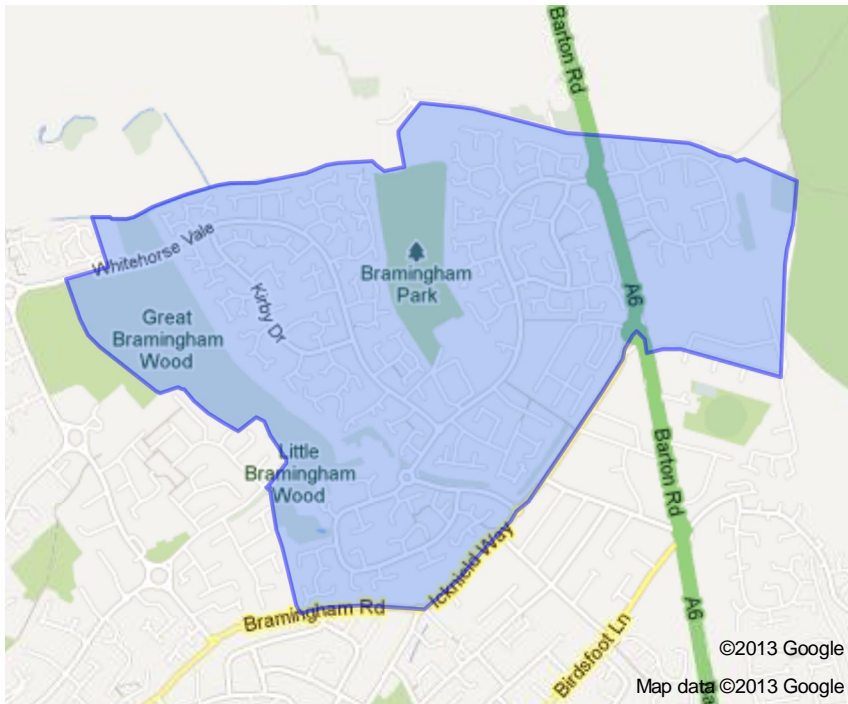 Barton Rd
Whitehorse Vale
Kirby Dr
Bramingham
Park
A6
Great
Bramingham
Wood
Little
Bramingham
Wood
Barton Rd
Icknield Way
Bramingham Rd
Birdsfoot Ln
A6
©2013 Google
Map data ©2013 Google